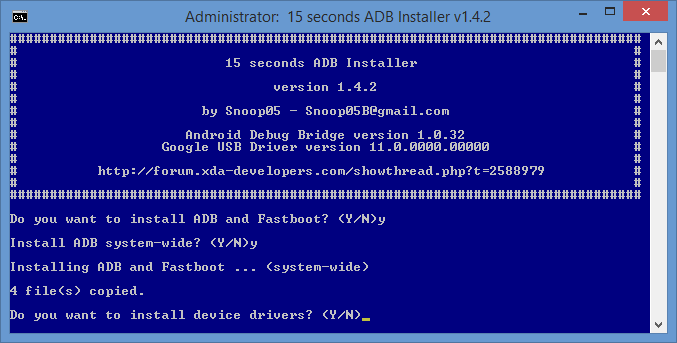 Administrator: 15 seconds ADB Installer v1.4.2
###############################################################################
# #
# 15 seconds ADB Installer #
# #
# version 1.4.2 #
# #
# by Snoop05 - Snoop05B@gmail.com #
# #
# Android Debug Bridge version 1.0.32 #
# Google USB Driver version 11.0.0000.00000 #
# #
# http://forum.xda-developers.com/showthread.php?t=2588979 #
# #
###############################################################################
Do you want to install ADB and Fastboot? (Y/N)y
Install ADB system-wide? (Y/N)y
Installing ADB and Fastboot ... (system-wide)
4 file(s) copied.
Do you want to install device drivers? (Y/N)_